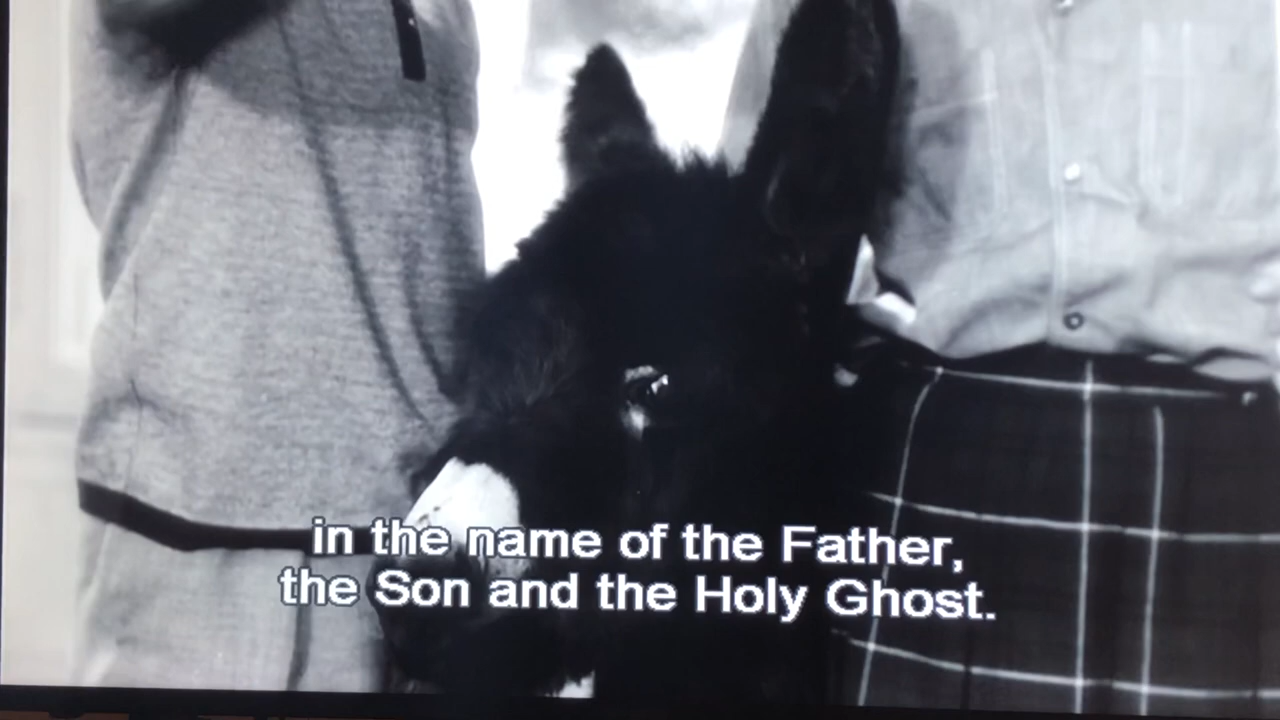 in the name of the Father,
the Son and the Holy Ghost.